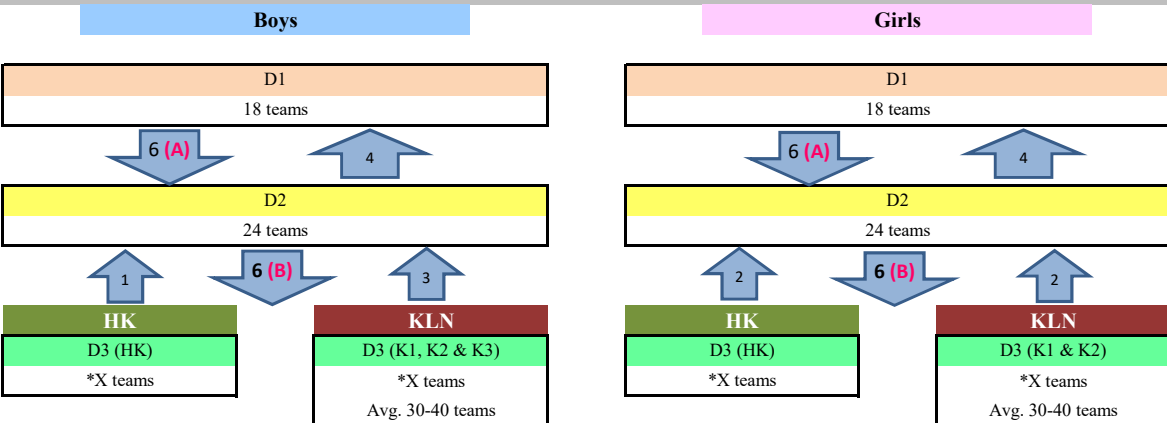 Boys
D1
18 teams
6 (A)
4
D2
24 teams
1
6 (B)
3
HK
D3 (HK)
*X teams
KLN
D3 (K1, K2 & K3)
*X teams
Avg. 30-40 teams
Girls
D1
18 teams
6 (A)
4
D2
24 teams
2
6 (B)
2
HK
D3 (HK)
*X teams
KLN
D3 (K1 & K2)
*X teams
Avg. 30-40 teams